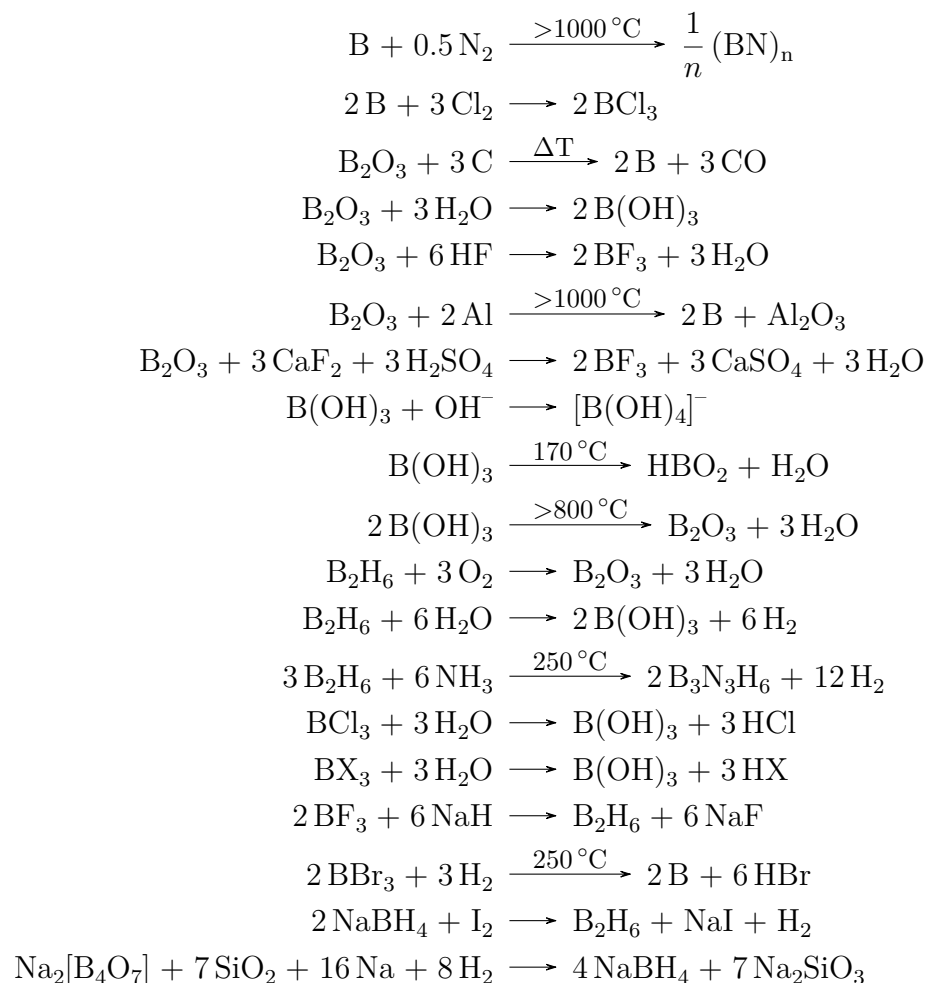 B + 0.5 N₂ >1000 °C⟶ 1/n (BN)ₙ
2 B + 3 Cl₂ ⟶ 2 BCl₃
B₂O₃ + 3 C ΔT⟶ 2 B + 3 CO
B₂O₃ + 3 H₂O ⟶ 2 B(OH)₃
B₂O₃ + 6 HF ⟶ 2 BF₃ + 3 H₂O
B₂O₃ + 2 Al >1000 °C⟶ 2 B + Al₂O₃
B₂O₃ + 3 CaF₂ + 3 H₂SO₄ ⟶ 2 BF₃ + 3 CaSO₄ + 3 H₂O
B(OH)₃ + OH⁻ ⟶ [B(OH)₄]⁻
B(OH)₃ 170 °C⟶ HBO₂ + H₂O
2 B(OH)₃ >800 °C⟶ B₂O₃ + 3 H₂O
B₂H₆ + 3 O₂ ⟶ B₂O₃ + 3 H₂O
B₂H₆ + 6 H₂O ⟶ 2 B(OH)₃ + 6 H₂
3 B₂H₆ + 6 NH₃ 250 °C⟶ 2 B₃N₃H₆ + 12 H₂
BCl₃ + 3 H₂O ⟶ B(OH)₃ + 3 HCl
BX₃ + 3 H₂O ⟶ B(OH)₃ + 3 HX
2 BF₃ + 6 NaH ⟶ B₂H₆ + 6 NaF
2 BBr₃ + 3 H₂ 250 °C⟶ 2 B + 6 HBr
2 NaBH₄ + I₂ ⟶ B₂H₆ + NaI + H₂
Na₂[B₄O₇] + 7 SiO₂ + 16 Na + 8 H₂ ⟶ 4 NaBH₄ + 7 Na₂SiO₃